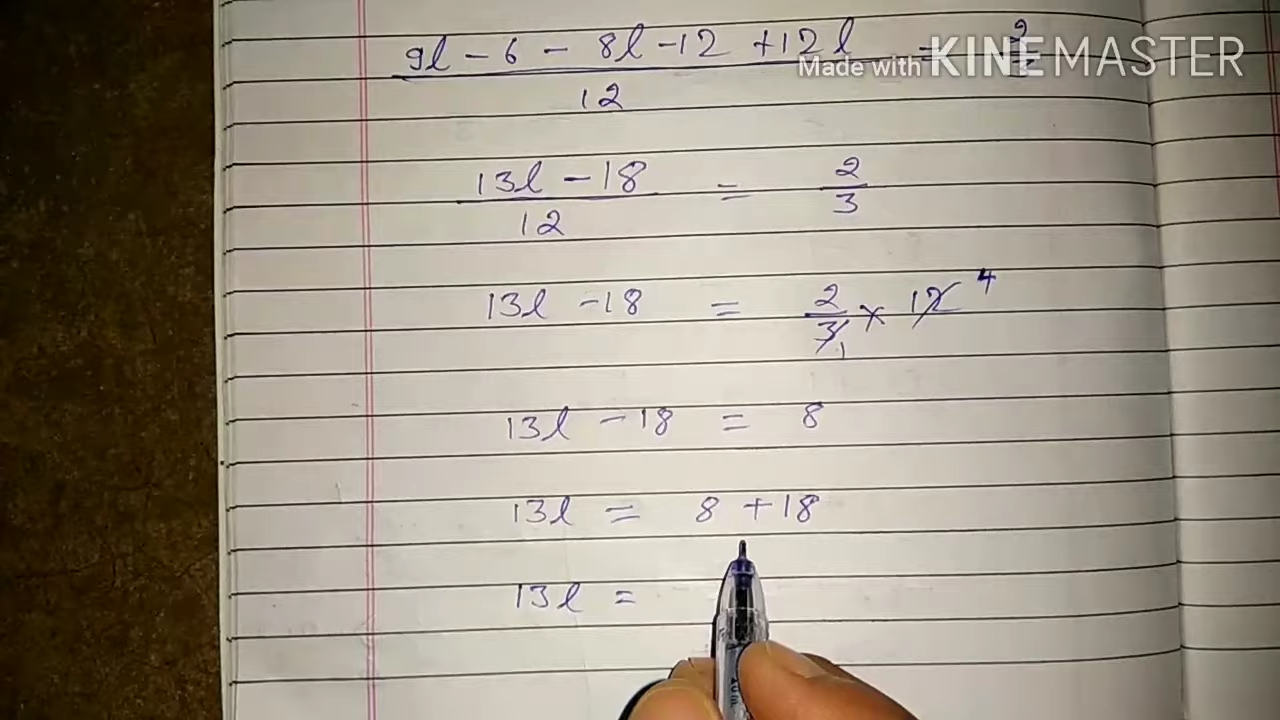 9l - 6 - 8l - 12 + 12l = 2
Made with KINEMASTER
12
13l - 18 = 2
12 3
13l - 18 = 2/3 × 12 4
1
13l - 18 = 8
13l = 8 + 18
13l =